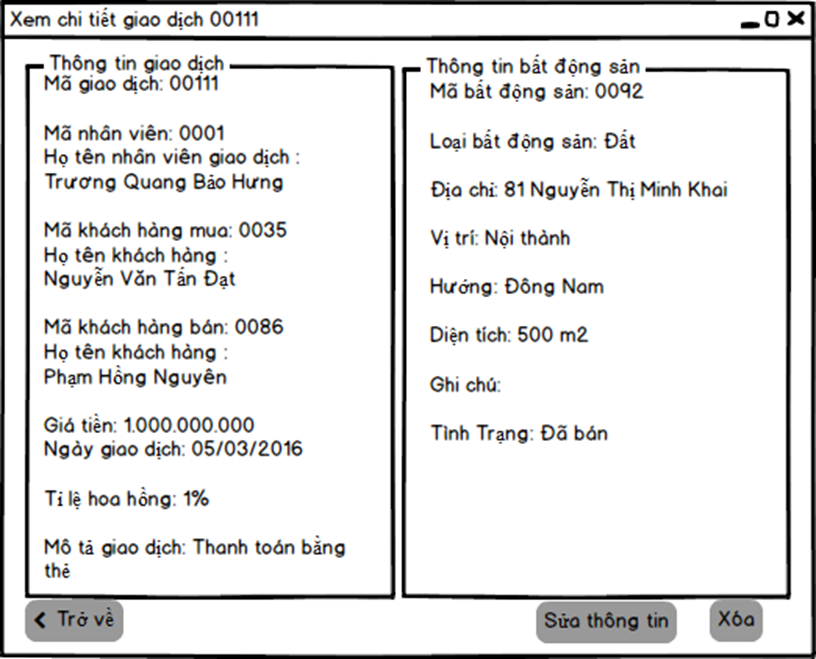 Xem chi tiết giao dịch 00111
Thông tin giao dịch
Mã giao dịch: 00111
Mã nhân viên: 0001
Họ tên nhân viên giao dịch :
Trương Quang Bảo Hưng
Mã khách hàng mua: 0035
Họ tên khách hàng :
Nguyễn Văn Tấn Đạt
Mã khách hàng bán: 0086
Họ tên khách hàng :
Phạm Hồng Nguyên
Giá tiền: 1.000.000.000
Ngày giao dịch: 05/03/2016
Tỉ lệ hoa hồng: 1%
Mô tả giao dịch: Thanh toán bằng
thẻ
Thông tin bất động sản
Mã bất động sản: 0092
Loại bất động sản: Đất
Địa chỉ: 81 Nguyễn Thị Minh Khai
Vị trí: Nội thành
Hướng: Đông Nam
Diện tích: 500 m2
Ghi chú:
Tình Trạng: Đã bán
Trở về
Sửa thông tin
Xóa